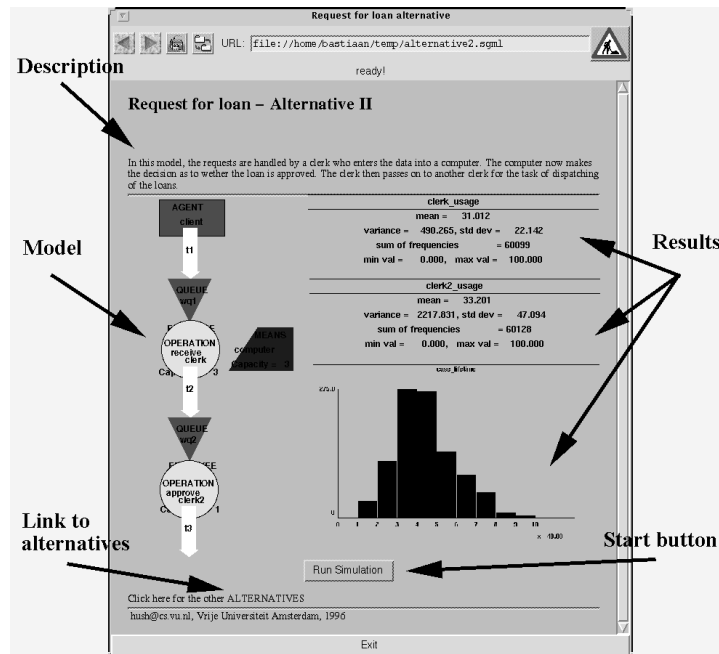 Request for loan alternative
URL: file://home/bastiaan/temp/alternative2.sgml
ready!
Description
Request for loan – Alternative II
In this model, the requests are handled by a clerk who enters the data into a computer. The computer now makes
the decision as to wether the loan is approved. The clerk then passes on to another clerk for the task of dispatching
of the loans.
Model
AGENT
client
t1
QUEUE
wq1
OPERATION
receive
clerk
3
MEANS
computer
Capacity = 3
t2
QUEUE
wq2
OPERATION
approve
clerk2
1
t3
Results
clerk_usage
mean = 31.012
variance = 490.265, std dev = 22.142
sum of frequencies = 60099
min val = 0.000, max val = 100.000
clerk2_usage
mean = 33.201
variance = 2217.831, std dev = 47.094
sum of frequencies = 60128
min val = 0.000, max val = 100.000
case_lifetime
0
0 1 2 3 4 5 6 7 8 9 10
Link to
alternatives
Start button
Run Simulation
Click here for the other ALTERNATIVES
hush@cs.vu.nl, Vrije Universiteit Amsterdam, 1996
Exit